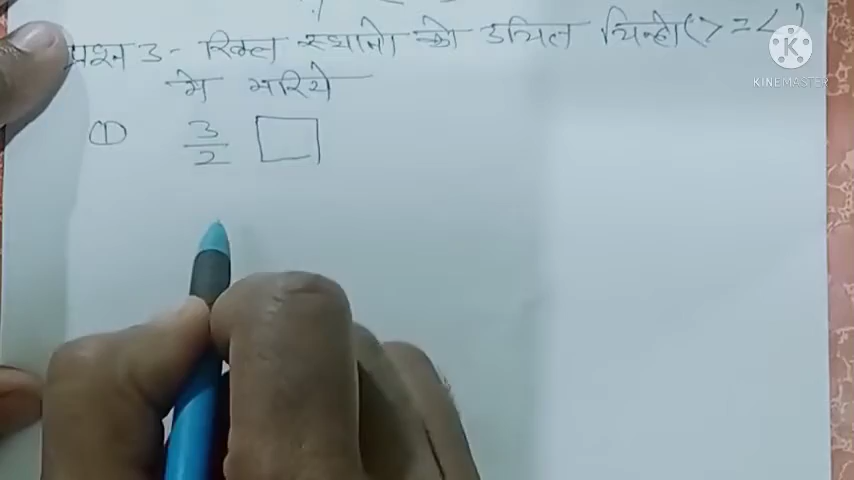 प्रश्न 3- रिक्त स्थानो को उचित चिन्हो (> = <)
मे भरिये
① 3/2 □
KINEMASTER